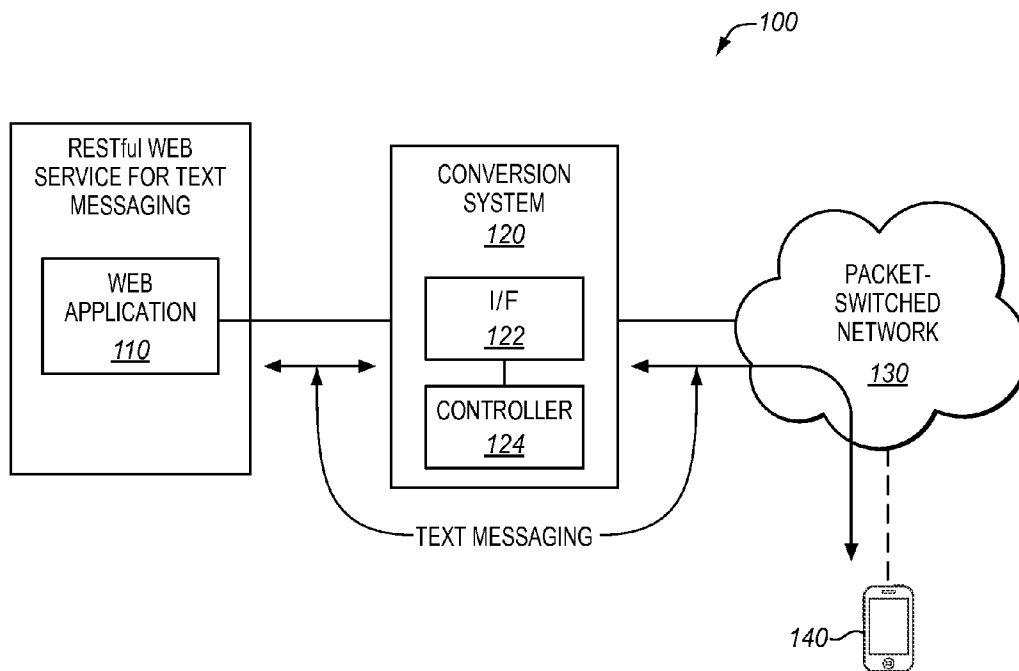 100
RESTful WEB
SERVICE FOR TEXT
MESSAGING
WEB
APPLICATION
110
CONVERSION
SYSTEM
120
I/F
122
CONTROLLER
124
PACKET-
SWITCHED
NETWORK
130
TEXT MESSAGING
140